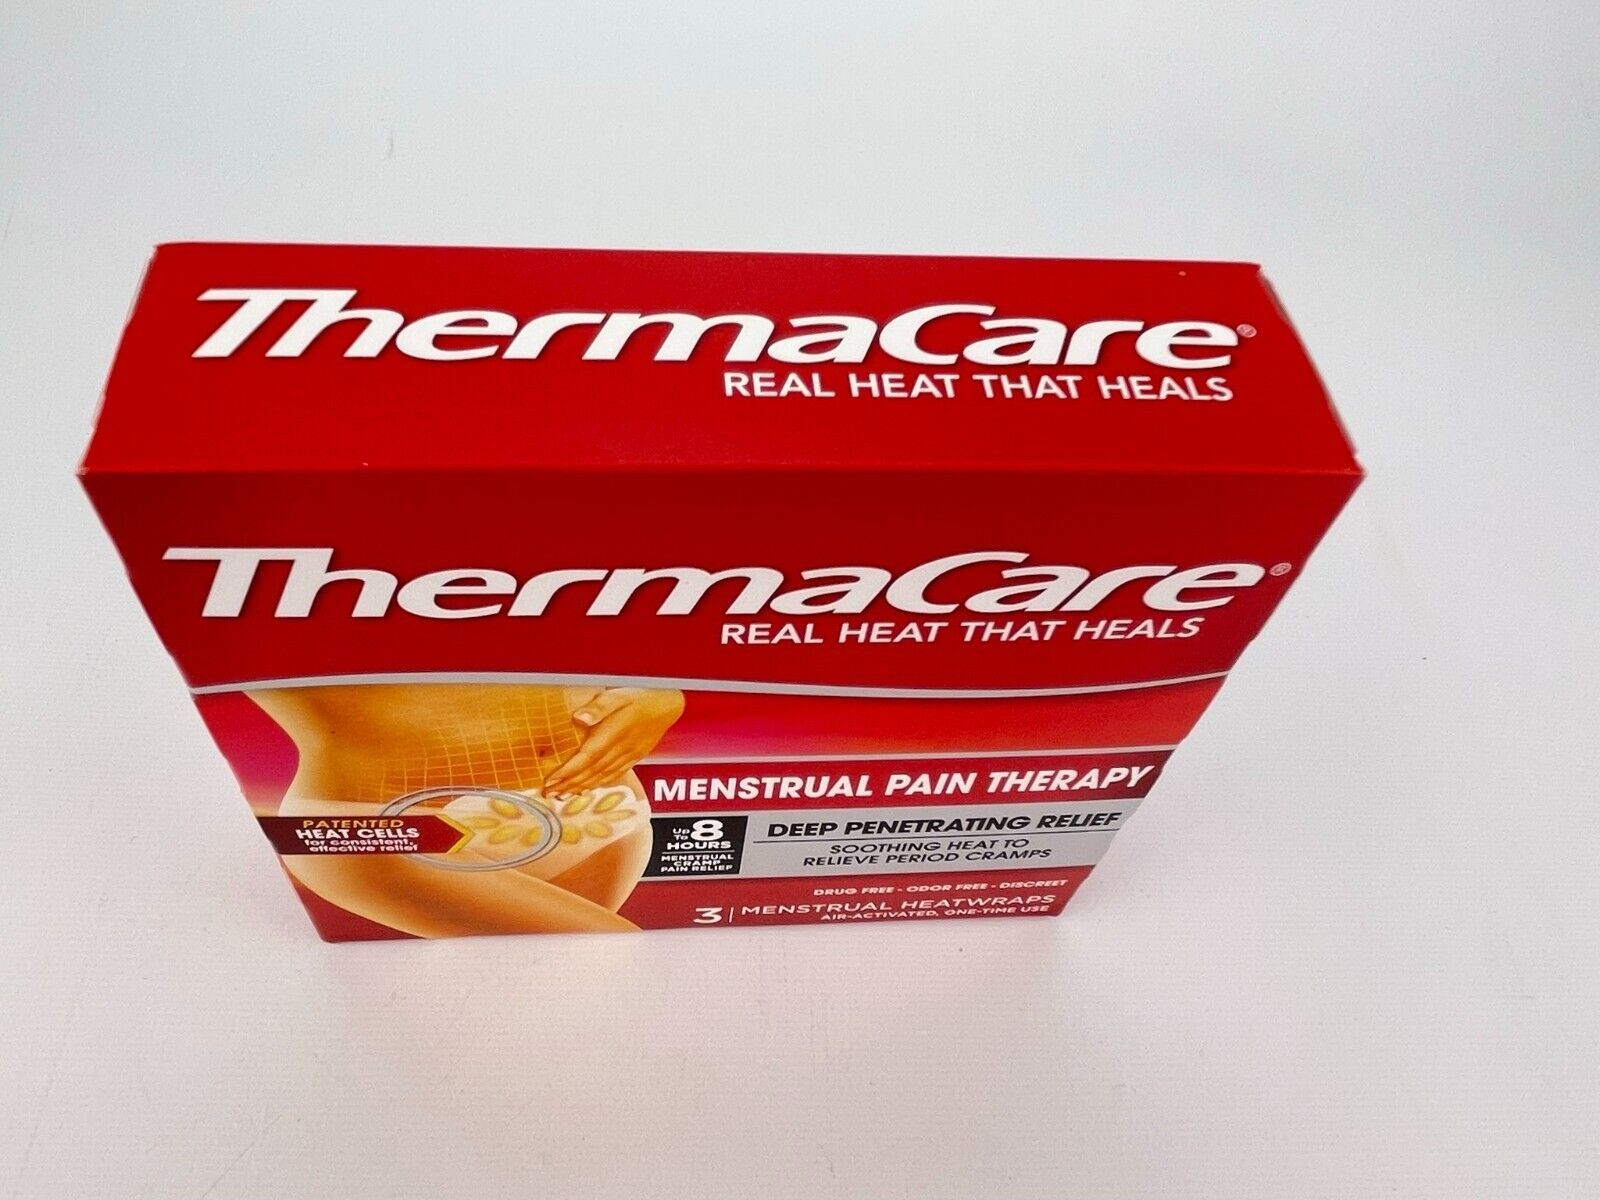 ThermaCare®
REAL HEAT THAT HEALS
ThermaCare®
REAL HEAT THAT HEALS
PATENTED
HEAT CELLS
for consistent,
effective relief
MENSTRUAL PAIN THERAPY
Up To 8
HOURS
MENSTRUAL
CRAMP
PAIN RELIEF
DEEP PENETRATING RELIEF
SOOTHING HEAT TO
RELIEVE PERIOD CRAMPS
DRUG FREE - ODOR FREE - DISCREET
3 | MENSTRUAL HEATWRAPS
AIR-ACTIVATED, ONE-TIME USE